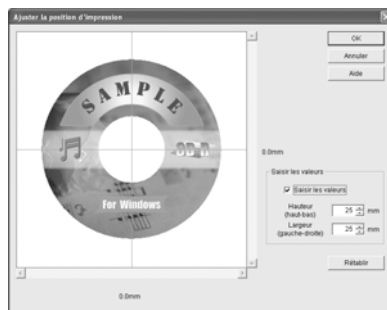 Ajuster la position d'impression
OK
Annuler
Aide
SAMPLE
CD-R
For Windows
0.0mm
Saisir les valeurs
Saisir les valeurs
Hauteur
(haut-bas)
25 mm
Largeur
(gauche-droite)
25 mm
Rétablir
0.0mm